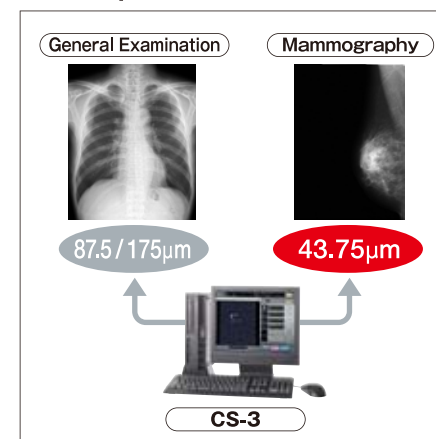 General Examination
Mammography
87.5/175μm
43.75μm
CS-3